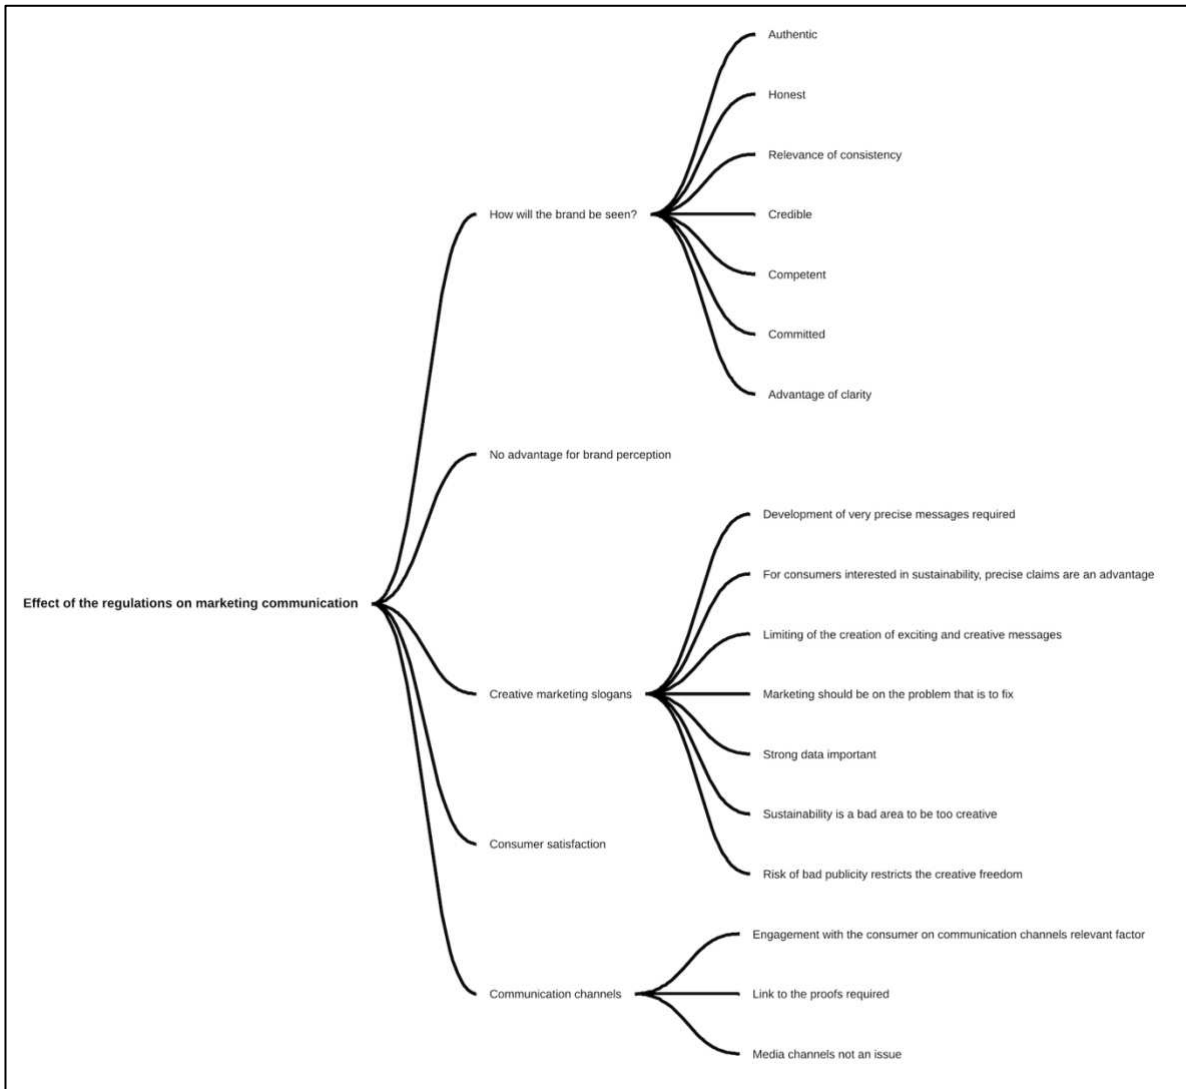 Authentic
Honest
Relevance of consistency
How will the brand be seen?
Credible
Competent
Committed
Advantage of clarity
No advantage for brand perception
Development of very precise messages required
For consumers interested in sustainability, precise claims are an advantage
Effect of the regulations on marketing communication
Limiting of the creation of exciting and creative messages
Creative marketing slogans
Marketing should be on the problem that is to fix
Strong data important
Sustainability is a bad area to be too creative
Consumer satisfaction
Risk of bad publicity restricts the creative freedom
Engagement with the consumer on communication channels relevant factor
Communication channels
Link to the proofs required
Media channels not an issue